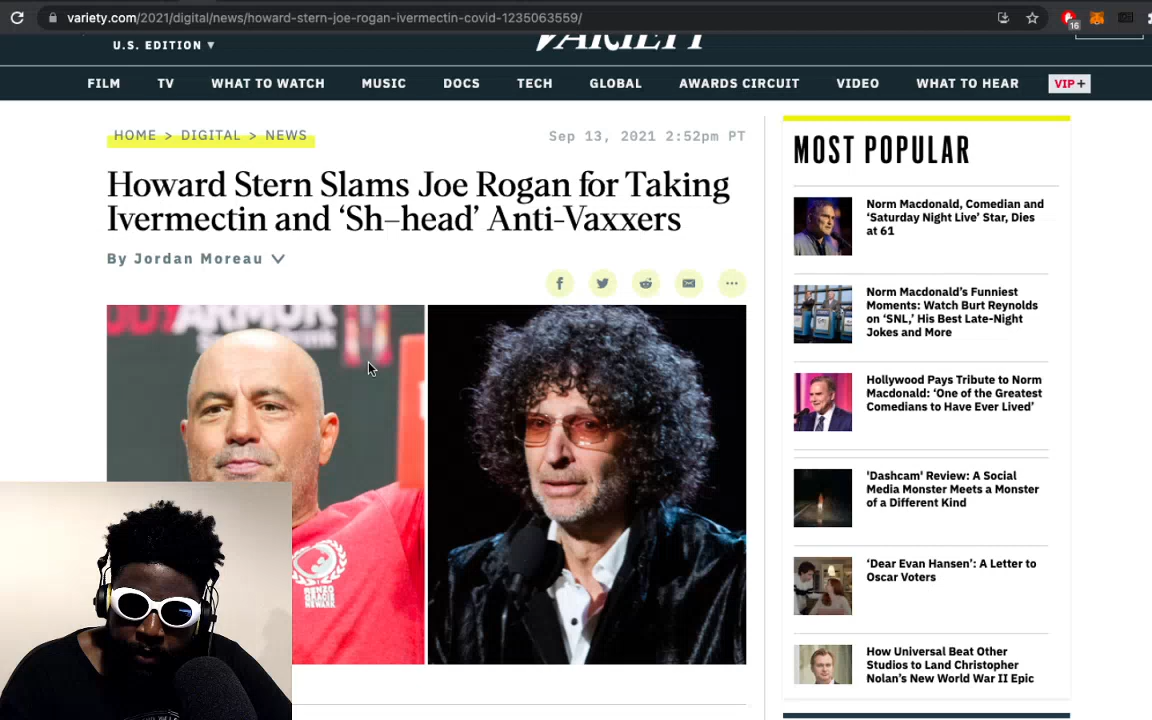 variety.com/2021/digital/news/howard-stern-joe-rogan-ivermectin-covid-1235063559/
16
U.S. EDITION ▼
VARIETY
FILM TV WHAT TO WATCH MUSIC DOCS TECH GLOBAL AWARDS CIRCUIT VIDEO WHAT TO HEAR VIP+
HOME > DIGITAL > NEWS
Sep 13, 2021 2:52pm PT
Howard Stern Slams Joe Rogan for Taking
Ivermectin and ‘Sh–head’ Anti-Vaxxers
By Jordan Moreau
RENZO
GRACIE
NEWARK
MOST POPULAR
Norm Macdonald, Comedian and
‘Saturday Night Live’ Star, Dies
at 61
Norm Macdonald’s Funniest
Moments: Watch Burt Reynolds
on ‘SNL,’ His Best Late-Night
Jokes and More
Hollywood Pays Tribute to Norm
Macdonald: ‘One of the Greatest
Comedians to Have Ever Lived’
'Dashcam' Review: A Social
Media Monster Meets a Monster
of a Different Kind
‘Dear Evan Hansen’: A Letter to
Oscar Voters
How Universal Beat Other
Studios to Land Christopher
Nolan’s New World War II Epic